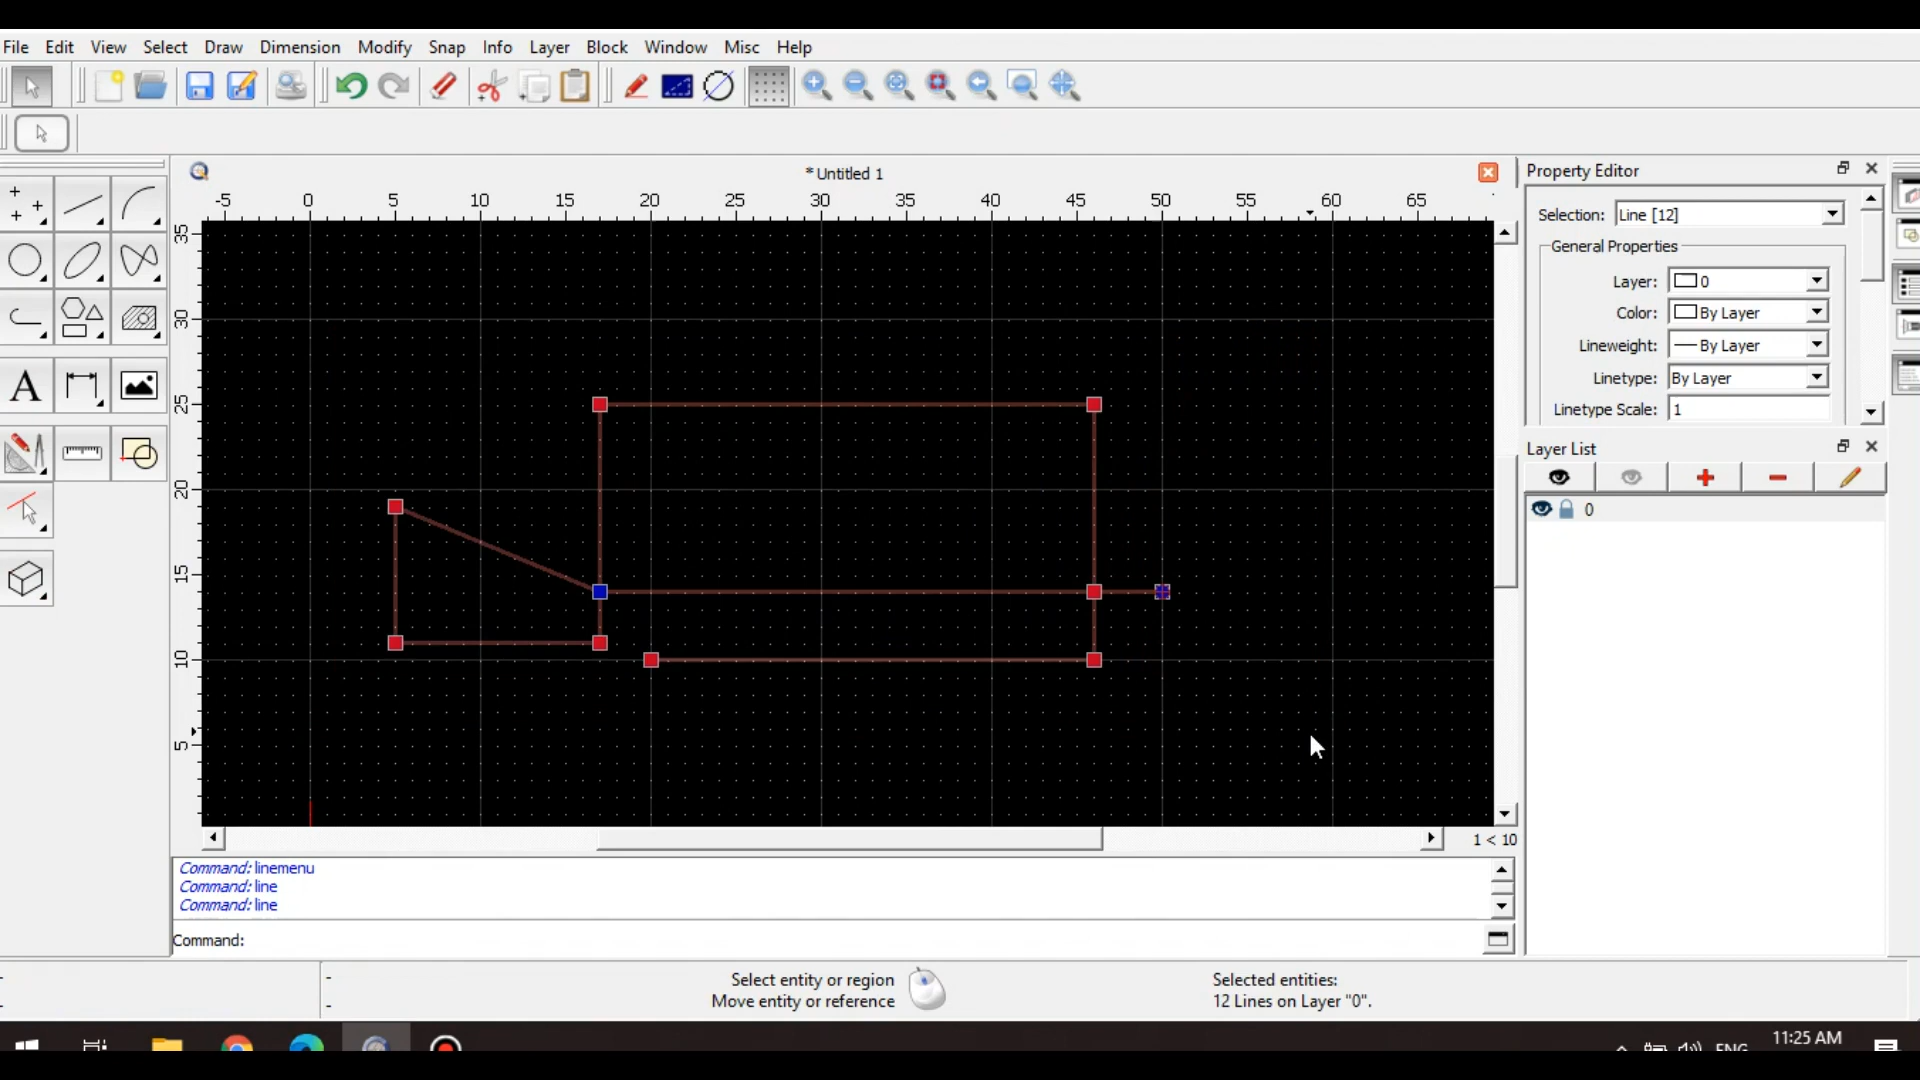 File Edit View Select Draw Dimension Modify Snap Info Layer Block Window Misc Help
* Untitled 1
-5 0 5 10 15 20 25 30 35 40 45 50 55 60 65
35
30
25
20
15
10
5
A
1 < 10
Command: linemenu
Command: line
Command: line
Command:
Property Editor
Selection: Line [12]
General Properties
Layer: 0
Color: By Layer
Lineweight: By Layer
Linetype: By Layer
Linetype Scale: 1
Layer List
0
-
-
-
-
Select entity or region
Move entity or reference
Selected entities:
12 Lines on Layer "0".
ENG
11:25 AM